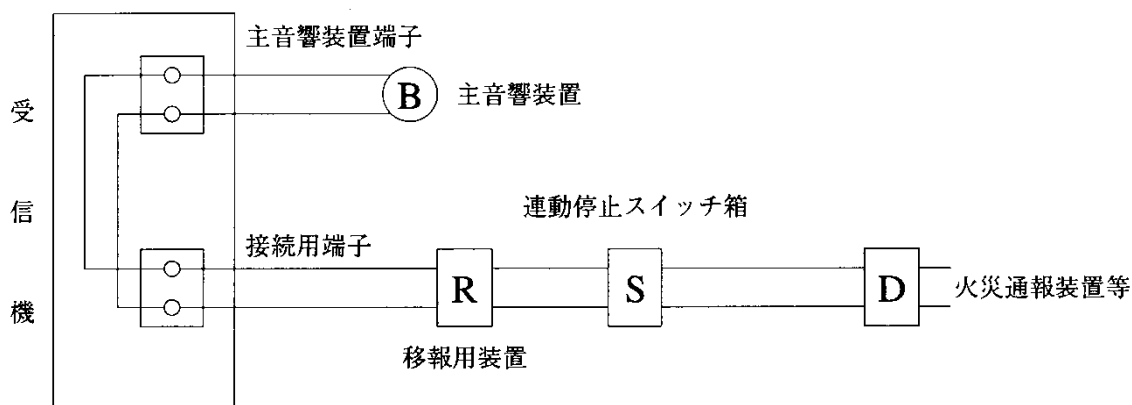 主音響装置端子
B 主音響装置
受信機
連動停止スイッチ箱
接続用端子
R
S
D
火災通報装置等
移報用装置